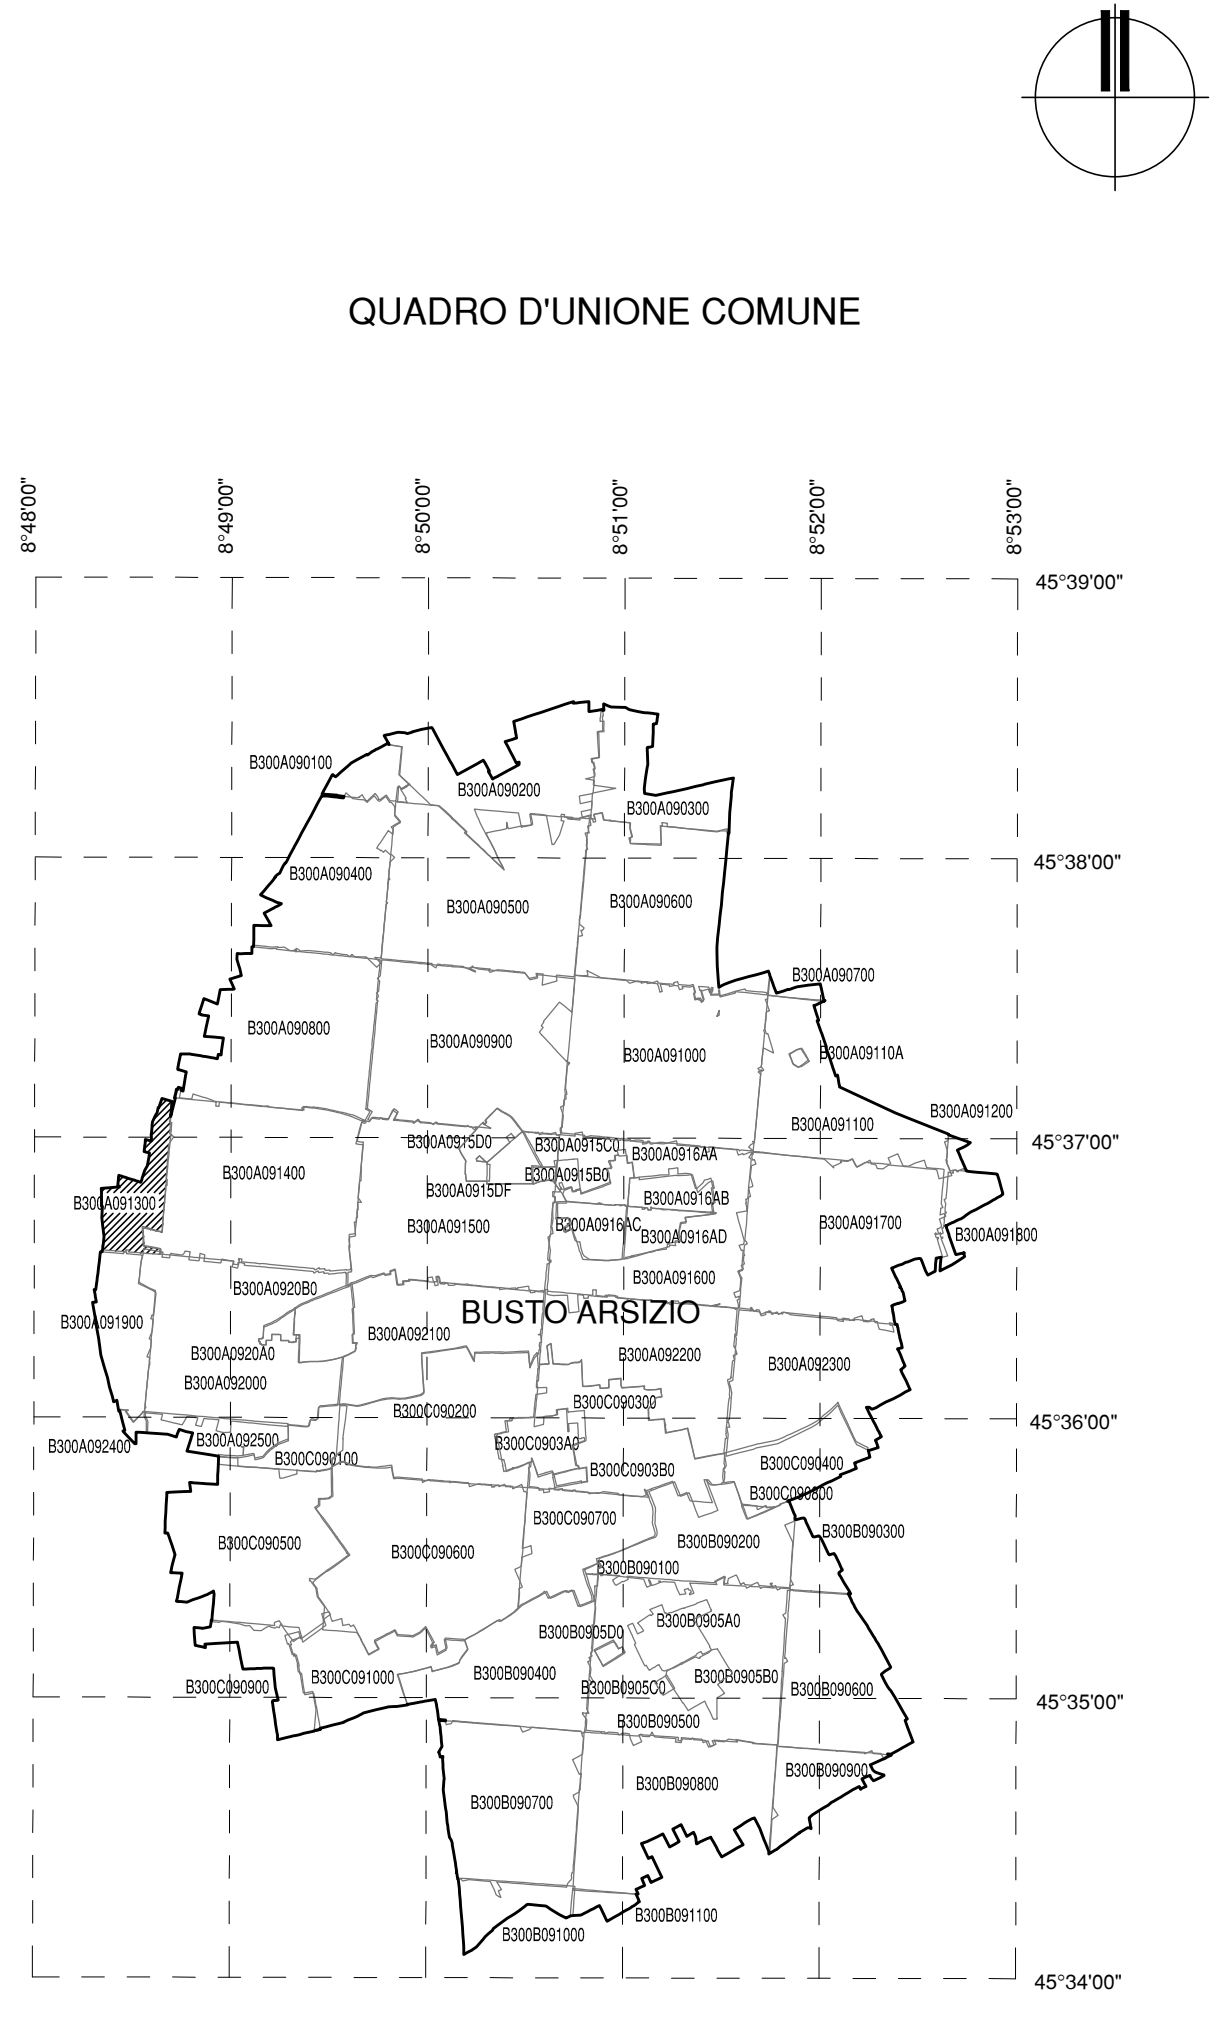 QUADRO D'UNIONE COMUNE
8°48'00"
8°49'00"
8°50'00"
8°51'00"
8°52'00"
8°53'00"
45°39'00"
B300A090100
B300A090200
B300A090300
45°38'00"
B300A090400
B300A090500
B300A090600
B300A090700
B300A090800
B300A090900
B300A091000
B300A09110A
B300A091200
B300A091100
45°37'00"
B300A0915D0
B300A0915C0
B300A0916AA
B300A091400
B300A0915B0
B300A0915DF
B300A0916AB
B300A091300
B300A091500
B300A0916AC
B300A0916AD
B300A091700
B300A091800
B300A091600
B300A0920B0
BUSTO ARSIZIO
B300A091900
B300A092100
B300A0920A0
B300A092200
B300A092300
B300A092000
B300C090300
B300C090200
45°36'00"
B300A092400
B300A092500
B300C0903A0
B300C090100
B300C0903B0
B300C090400
B300C090800
B300C090700
B300B090300
B300C090500
B300C090600
B300B090200
B300B090100
B300B0905D0
B300B0905A0
B300C090900
B300C091000
B300B090400
B300B0905C0
B300B0905B0
B300B090600
45°35'00"
B300B090500
B300B090700
B300B090800
B300B090900
B300B091100
B300B091000
45°34'00"